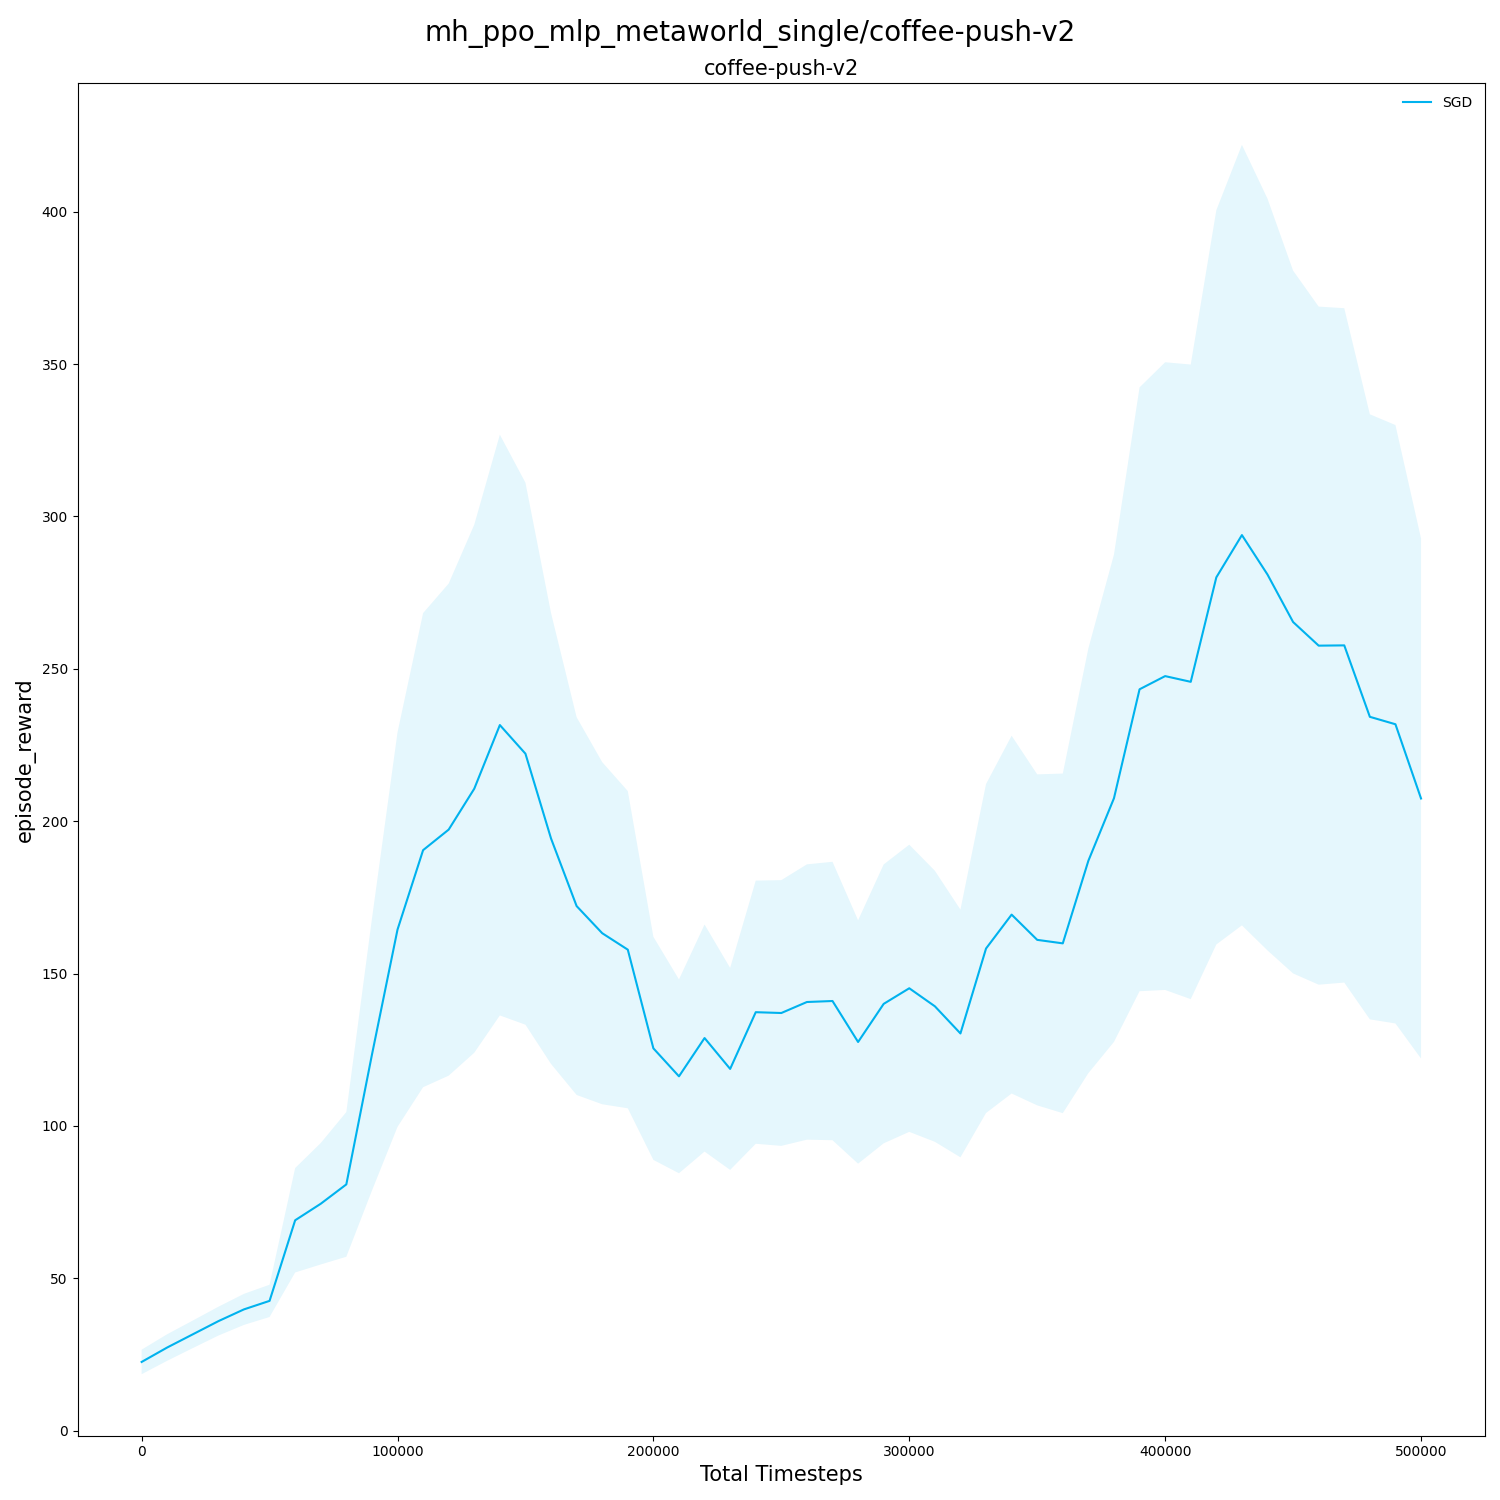 mh_ppo_mlp_metaworld_single/coffee-push-v2
coffee-push-v2
SGD
400
350
300
250
200
150
100
50
0
episode_reward
0 100000 200000 300000 400000 500000
Total Timesteps